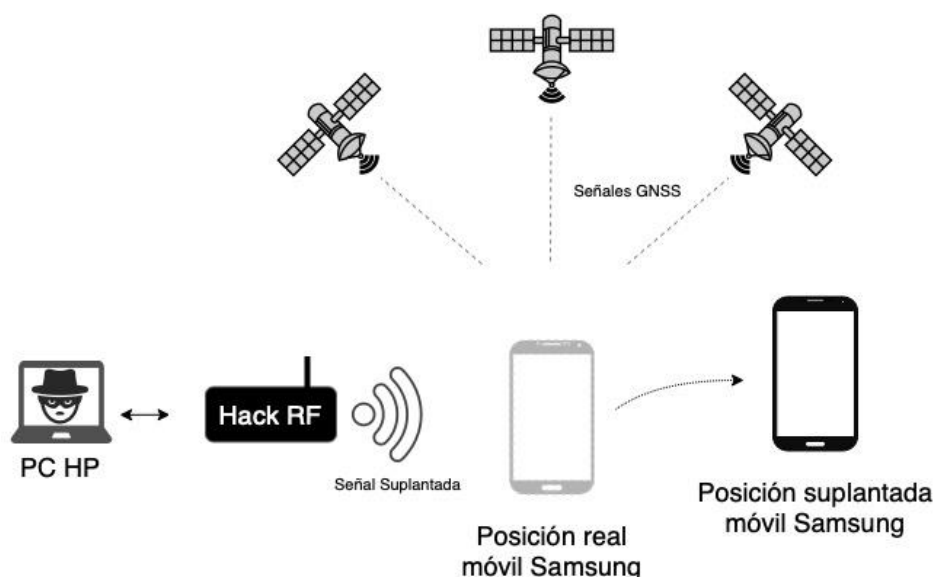 Señales GNSS
Hack RF
PC HP
Señal Suplantada
Posición real
móvil Samsung
Posición suplantada
móvil Samsung